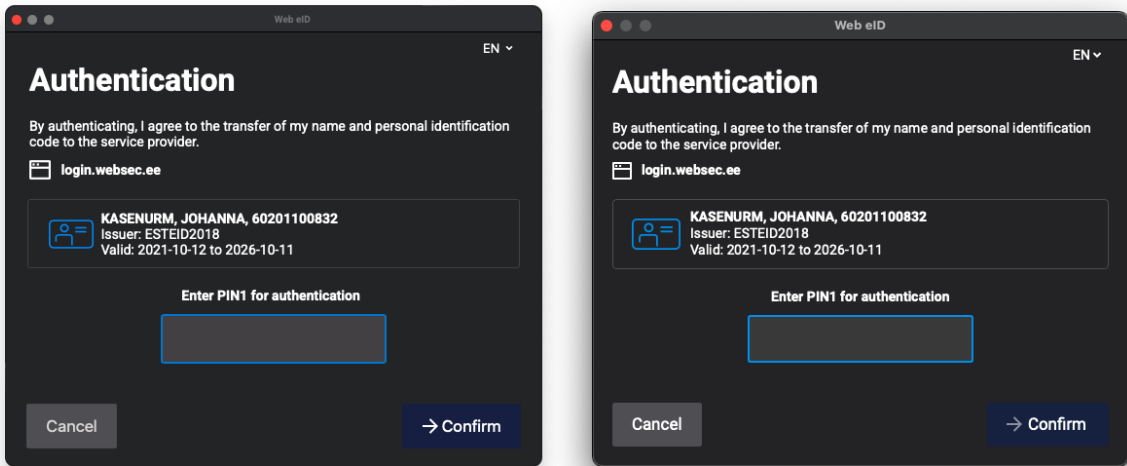 Web eID
EN
Authentication
By authenticating, I agree to the transfer of my name and personal identification
code to the service provider.
login.websec.ee
KASENURM, JOHANNA, 60201100832
Issuer: ESTEID2018
Valid: 2021-10-12 to 2026-10-11
Enter PIN1 for authentication
Cancel
Confirm
Web eID
EN
Authentication
By authenticating, I agree to the transfer of my name and personal identification
code to the service provider.
login.websec.ee
KASENURM, JOHANNA, 60201100832
Issuer: ESTEID2018
Valid: 2021-10-12 to 2026-10-11
Enter PIN1 for authentication
Cancel
Confirm